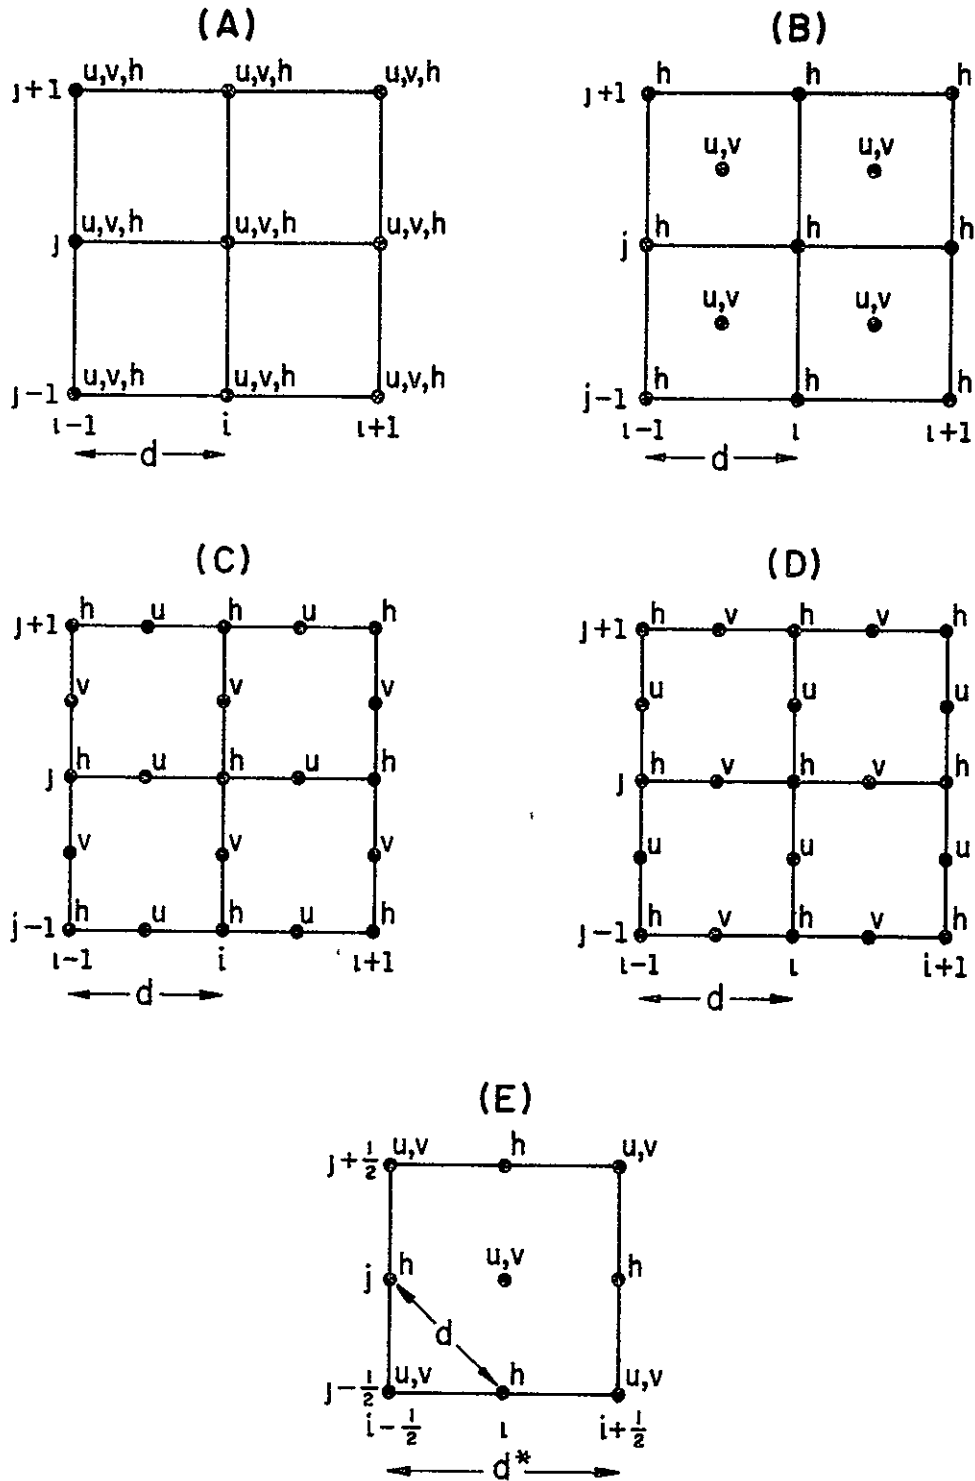 (A)
u,v,h u,v,h u,v,h
j+1
u,v,h u,v,h u,v,h
j
u,v,h u,v,h u,v,h
j-1
i-1 i i+1
d
(B)
h h h
j+1
u,v u,v
h h h
j
u,v u,v
h h h
j-1
i-1 i i+1
d
(C)
h u h u h
j+1
v v v
h u h u h
j
v v v
h u h u h
j-1
i-1 i i+1
d
(D)
h v h v h
j+1
u u u
h v h v h
j
u u u
h v h v h
j-1
i-1 i i+1
d
(E)
j+1/2 u,v h u,v
u,v
j h h
d
j-1/2 u,v h u,v
i-1/2 i i+1/2
d*